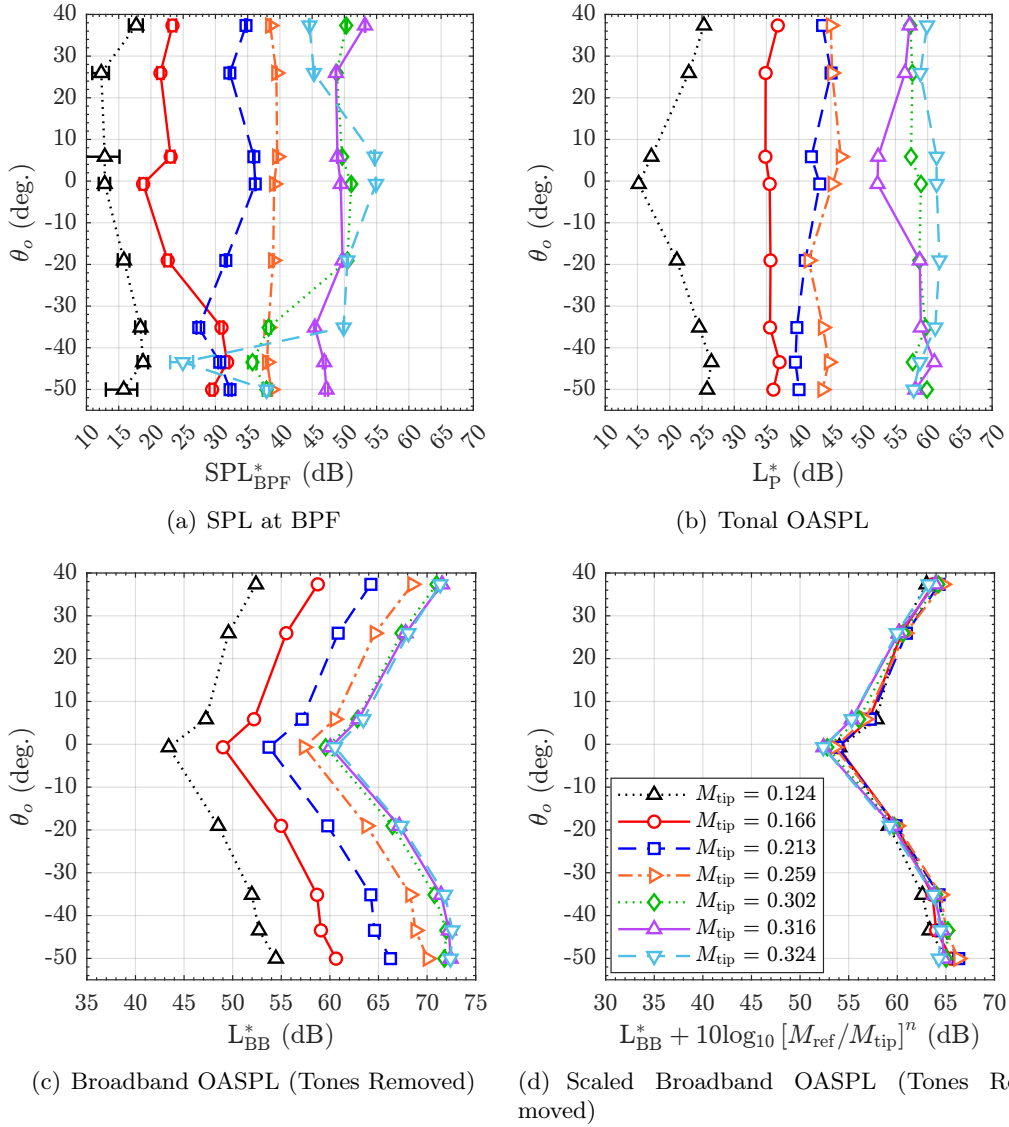 40
30
20
10
0
-10
-20
-30
-40
-50
θo (deg.)
10 15 20 25 30 35 40 45 50 55 60 65 70
SPL*BPF (dB)
(a) SPL at BPF
40
30
20
10
0
-10
-20
-30
-40
-50
θo (deg.)
10 15 20 25 30 35 40 45 50 55 60 65 70
L*P (dB)
(b) Tonal OASPL
40
30
20
10
0
-10
-20
-30
-40
-50
θo (deg.)
35 40 45 50 55 60 65 70 75
L*BB (dB)
(c) Broadband OASPL (Tones Removed)
40
30
20
10
0
-10
-20
-30
-40
-50
θo (deg.)
Mtip = 0.124
Mtip = 0.166
Mtip = 0.213
Mtip = 0.259
Mtip = 0.302
Mtip = 0.316
Mtip = 0.324
30 35 40 45 50 55 60 65 70
L*BB + 10log10 [Mref/Mtip]^n (dB)
(d) Scaled Broadband OASPL (Tones Re
moved)